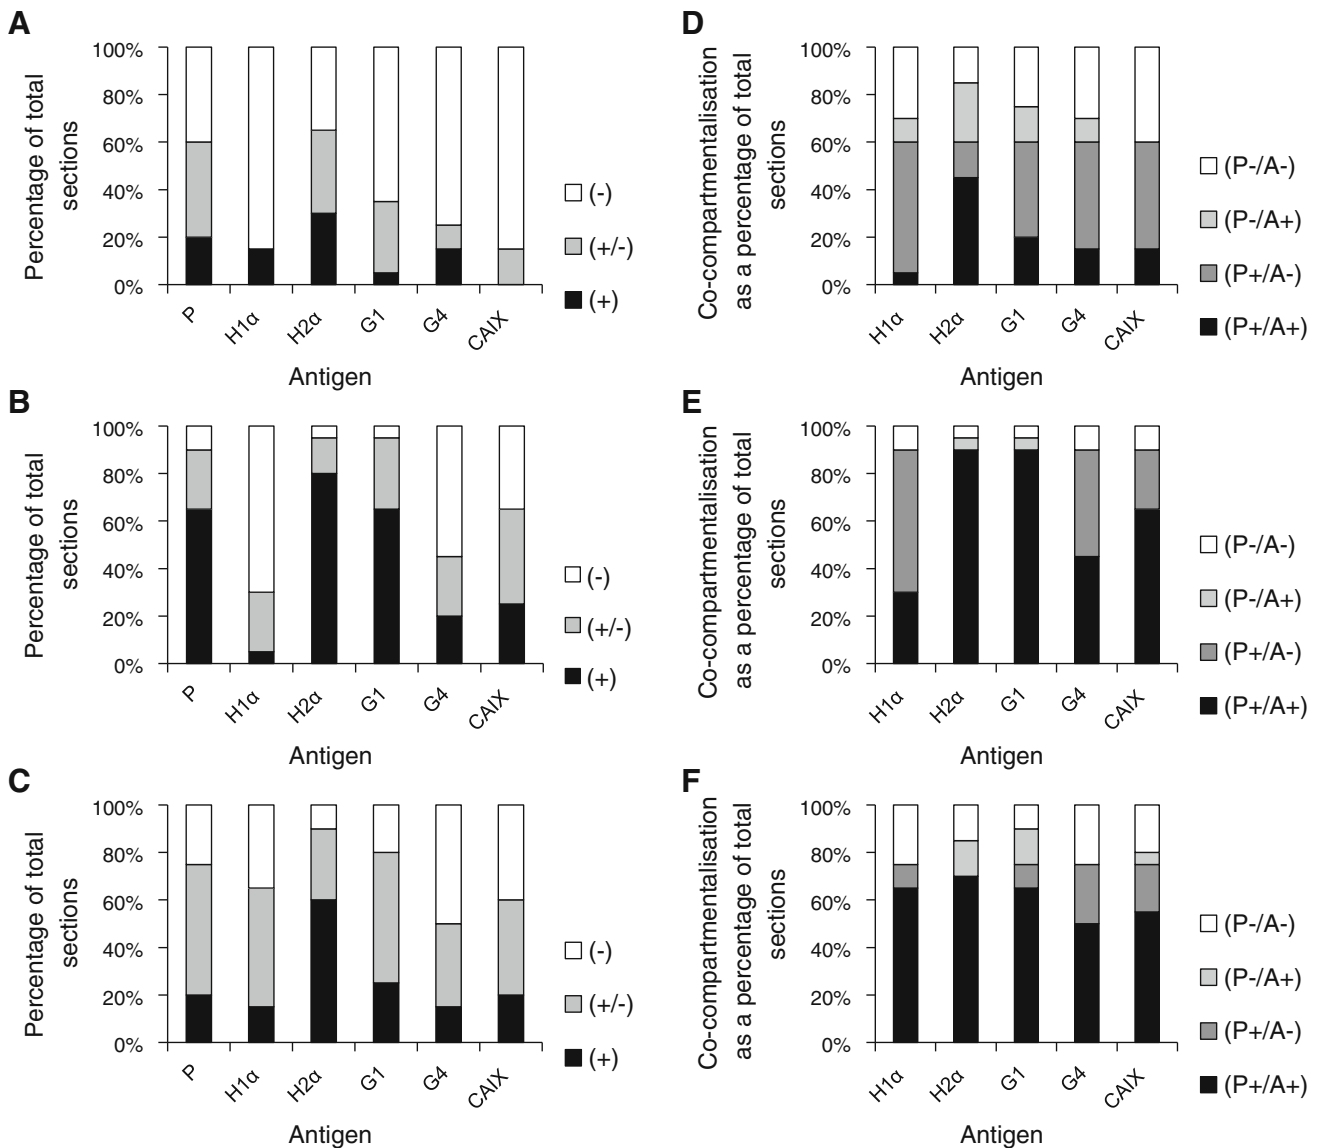 A
Percentage of total
sections
100%
80%
60%
40%
20%
0%
P
H1α
H2α
G1
G4
CAIX
Antigen
(-)
(+/-)
(+)
D
Co-compartmentalisation
as a percentage of total
sections
100%
80%
60%
40%
20%
0%
H1α
H2α
G1
G4
CAIX
Antigen
(P-/A-)
(P-/A+)
(P+/A-)
(P+/A+)
B
Percentage of total
sections
100%
80%
60%
40%
20%
0%
P
H1α
H2α
G1
G4
CAIX
Antigen
(-)
(+/-)
(+)
E
Co-compartmentalisation
as a percentage of total
sections
100%
80%
60%
40%
20%
0%
H1α
H2α
G1
G4
CAIX
Antigen
(P-/A-)
(P-/A+)
(P+/A-)
(P+/A+)
C
Percentage of total
sections
100%
80%
60%
40%
20%
0%
P
H1α
H2α
G1
G4
CAIX
Antigen
(-)
(+/-)
(+)
F
Co-compartmentalisation
as a percentage of total
sections
100%
80%
60%
40%
20%
0%
H1α
H2α
G1
G4
CAIX
Antigen
(P-/A-)
(P-/A+)
(P+/A-)
(P+/A+)